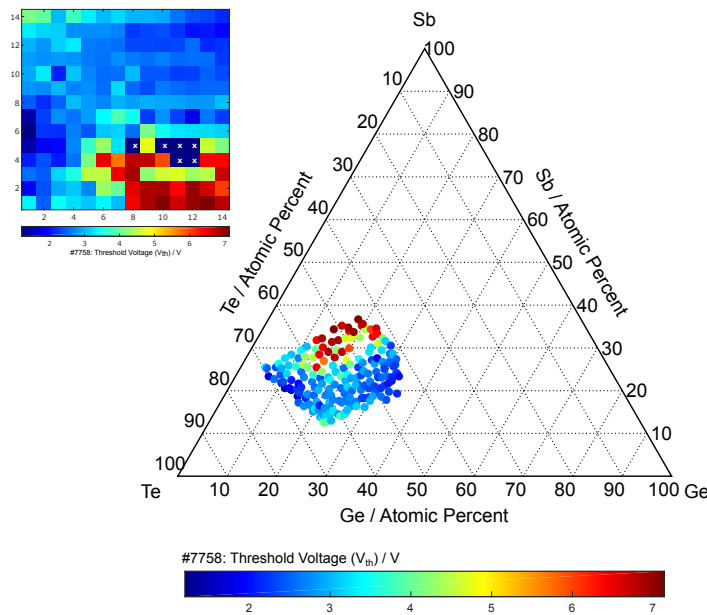 14
12
10
8
6
4
2
2 4 6 8 10 12 14
2 3 4 5 6 7
#7758: Threshold Voltage (Vth) / V
Sb
100
10 90
20 80
30 70
40 60
50 50
60 40
70 30
80 20
90 10
100
Te / Atomic Percent
Sb / Atomic Percent
Te 10 20 30 40 50 60 70 80 90 100 Ge
Ge / Atomic Percent
#7758: Threshold Voltage (Vth) / V
2 3 4 5 6 7